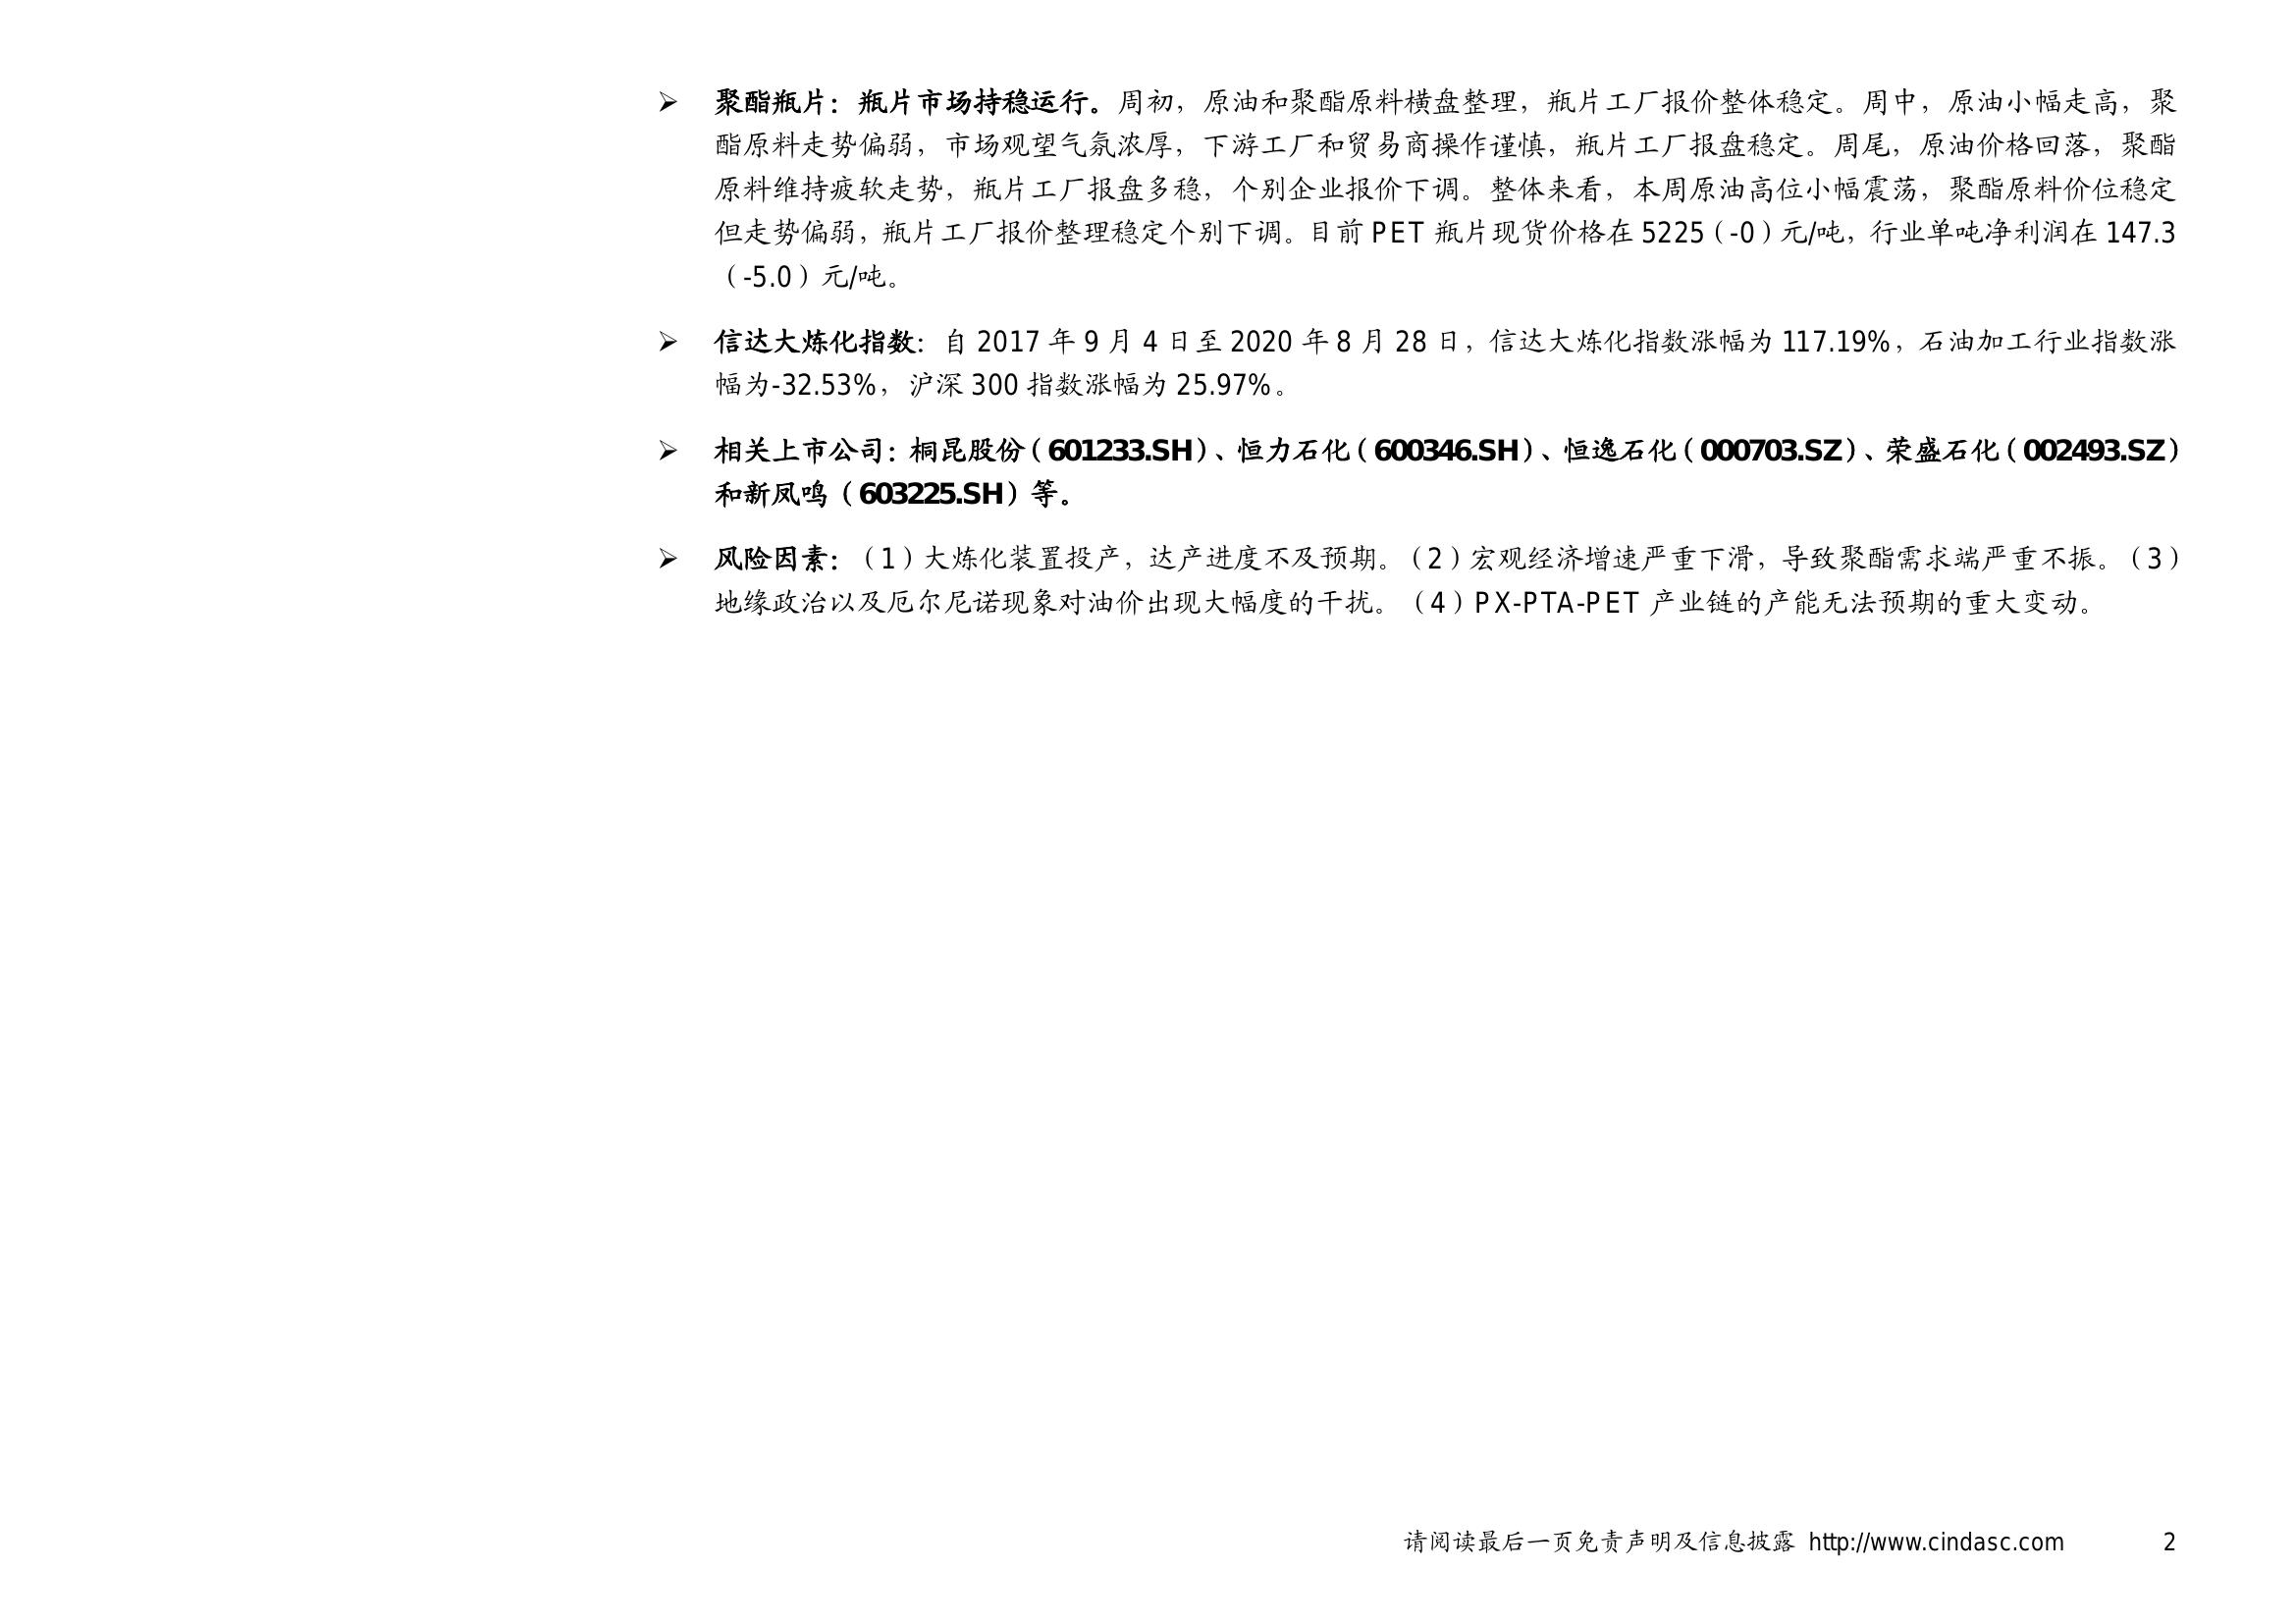 ➢ 聚酯瓶片：瓶片市场持稳运行。周初，原油和聚酯原料横盘整理，瓶片工厂报价整体稳定。周中，原油小幅走高，聚
酯原料走势偏弱，市场观望气氛浓厚，下游工厂和贸易商操作谨慎，瓶片工厂报盘稳定。周尾，原油价格回落，聚酯
原料维持疲软走势，瓶片工厂报盘多稳，个别企业报价下调。整体来看，本周原油高位小幅震荡，聚酯原料价位稳定
但走势偏弱，瓶片工厂报价整理稳定个别下调。目前 PET 瓶片现货价格在 5225（-0）元/吨，行业单吨净利润在 147.3
（-5.0）元/吨。
➢ 信达大炼化指数：自 2017 年 9 月 4 日至 2020 年 8 月 28 日，信达大炼化指数涨幅为 117.19%，石油加工行业指数涨
幅为-32.53%，沪深 300 指数涨幅为 25.97%。
➢ 相关上市公司：桐昆股份（601233.SH）、恒力石化（600346.SH）、恒逸石化（000703.SZ）、荣盛石化（002493.SZ）
和新凤鸣（603225.SH）等。
➢ 风险因素：（1）大炼化装置投产，达产进度不及预期。（2）宏观经济增速严重下滑，导致聚酯需求端严重不振。（3）
地缘政治以及厄尔尼诺现象对油价出现大幅度的干扰。（4）PX-PTA-PET 产业链的产能无法预期的重大变动。
请阅读最后一页免责声明及信息披露 http://www.cindasc.com 2